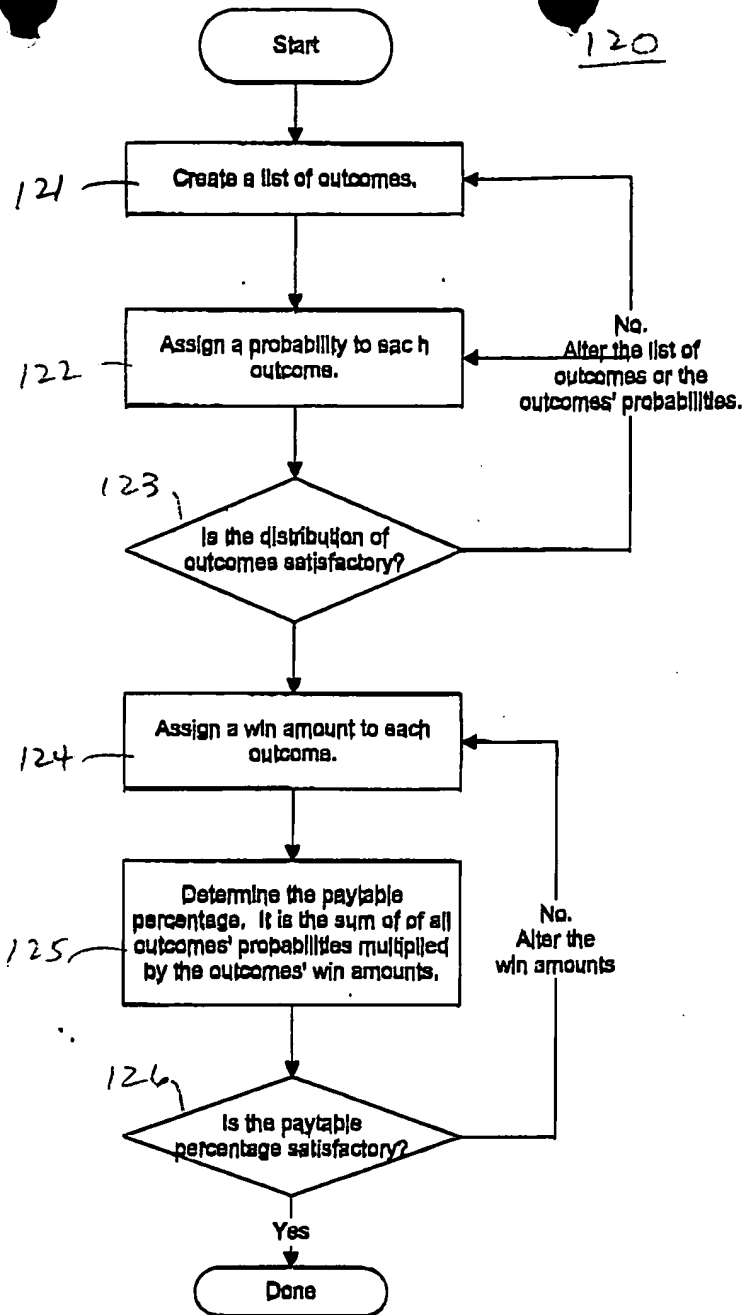 Start
120
121
Create a list of outcomes.
122
Assign a probability to each
outcome.
No.
Alter the list of
outcomes or the
outcomes' probabilities.
123
Is the distribution of
outcomes satisfactory?
124
Assign a win amount to each
outcome.
125
Determine the paytable
percentage. It is the sum of of all
outcomes' probabilities multiplied
by the outcomes' win amounts.
No.
Alter the
win amounts
126
Is the paytable
percentage satisfactory?
Yes
Done